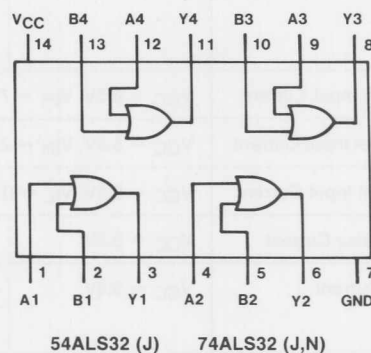 VCC B4 A4 Y4 B3 A3 Y3
14 13 12 11 10 9 8
1 2 3 4 5 6 7
A1 B1 Y1 A2 B2 Y2 GND
54ALS32 (J) 74ALS32 (J,N)